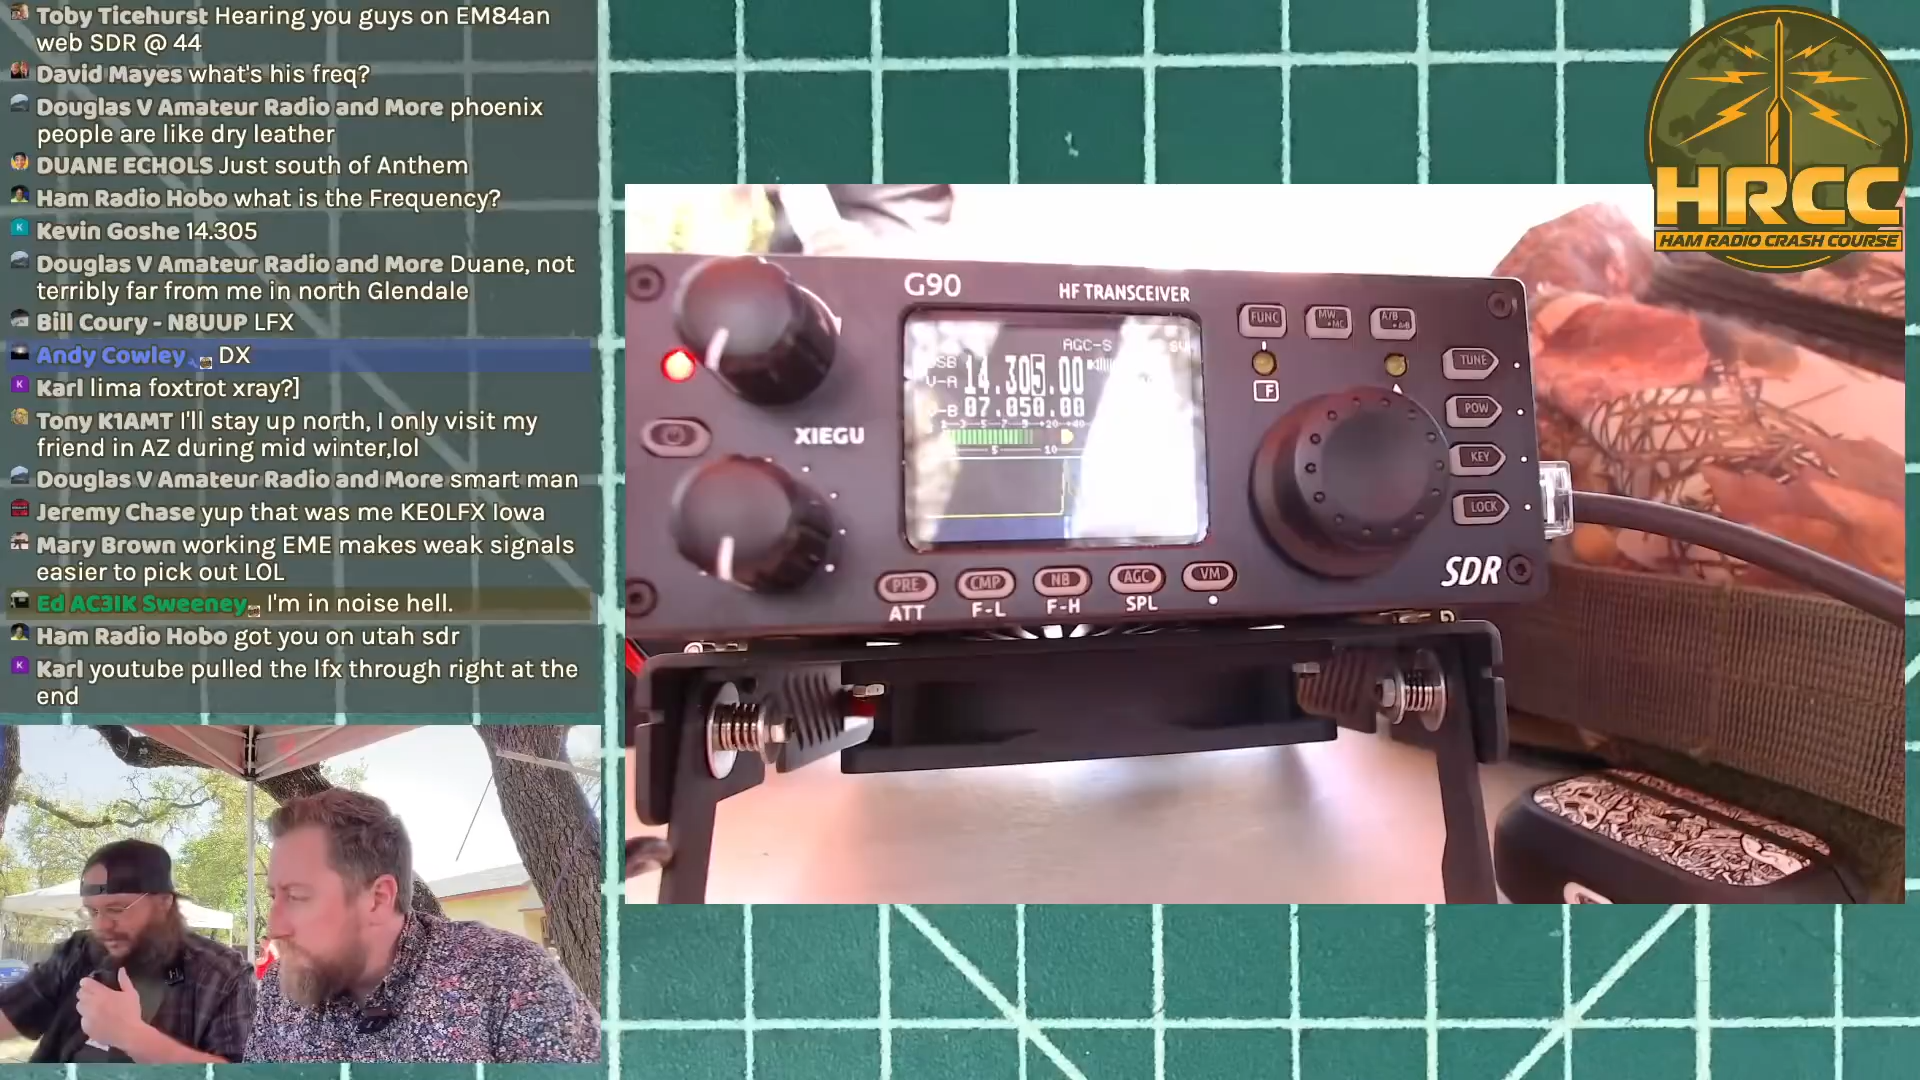 Toby Ticehurst Hearing you guys on EM84an
web SDR @ 44
David Mayes what's his freq?
Douglas V Amateur Radio and More phoenix
people are like dry leather
DUANE ECHOLS Just south of Anthem
Ham Radio Hobo what is the Frequency?
K Kevin Goshe 14.305
Douglas V Amateur Radio and More Duane, not
terribly far from me in north Glendale
Bill Coury - N8UUP LFX
Andy Cowley DX
K Karl lima foxtrot xray?]
Tony K1AMT I'll stay up north, I only visit my
friend in AZ during mid winter,lol
Douglas V Amateur Radio and More smart man
Jeremy Chase yup that was me KE0LFX Iowa
Mary Brown working EME makes weak signals
easier to pick out LOL
Ed AC3IK Sweeney I'm in noise hell.
Ham Radio Hobo got you on utah sdr
K Karl youtube pulled the lfx through right at the
end
HRCC
HAM RADIO CRASH COURSE
G90
HF TRANSCEIVER
FUNC
A/B
AGC-S
14.305.00
07.050.00
5 10
XIEGU
F
TUNE
POW
KEY
LOCK
SDR
PRE
CMP
NB
AGC
VM
ATT
F-L
F-H
SPL